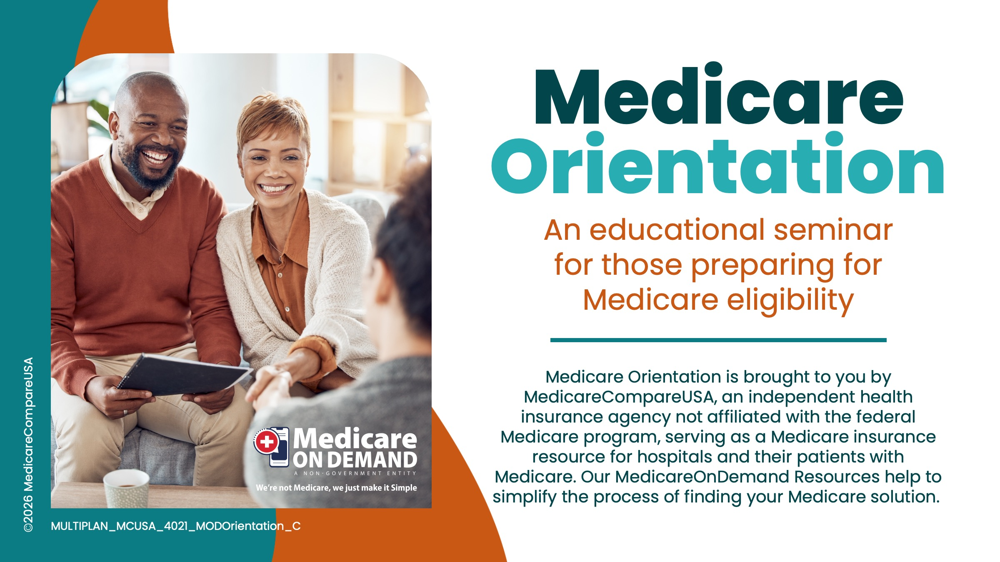 Medicare
Orientation
An educational seminar
for those preparing for
Medicare eligibility
Medicare Orientation is brought to you by
MedicareCompareUSA, an independent health
insurance agency not affiliated with the federal
Medicare program, serving as a Medicare insurance
resource for hospitals and their patients with
Medicare. Our MedicareOnDemand Resources help to
simplify the process of finding your Medicare solution.
Medicare
ON DEMAND
A NON-GOVERNMENT ENTITY
We're not Medicare, we just make it Simple
MULTIPLAN_MCUSA_4021_MODOrientation_C
©2026 MedicareCompareUSA